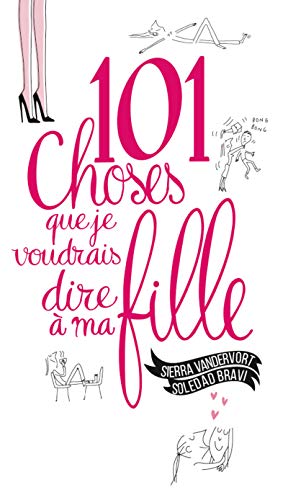 101
BONG
BONG
Choses
que je
voudrais
dire
à ma fille
SIERRA VANDERVORT
SOLEDAD BRAVI